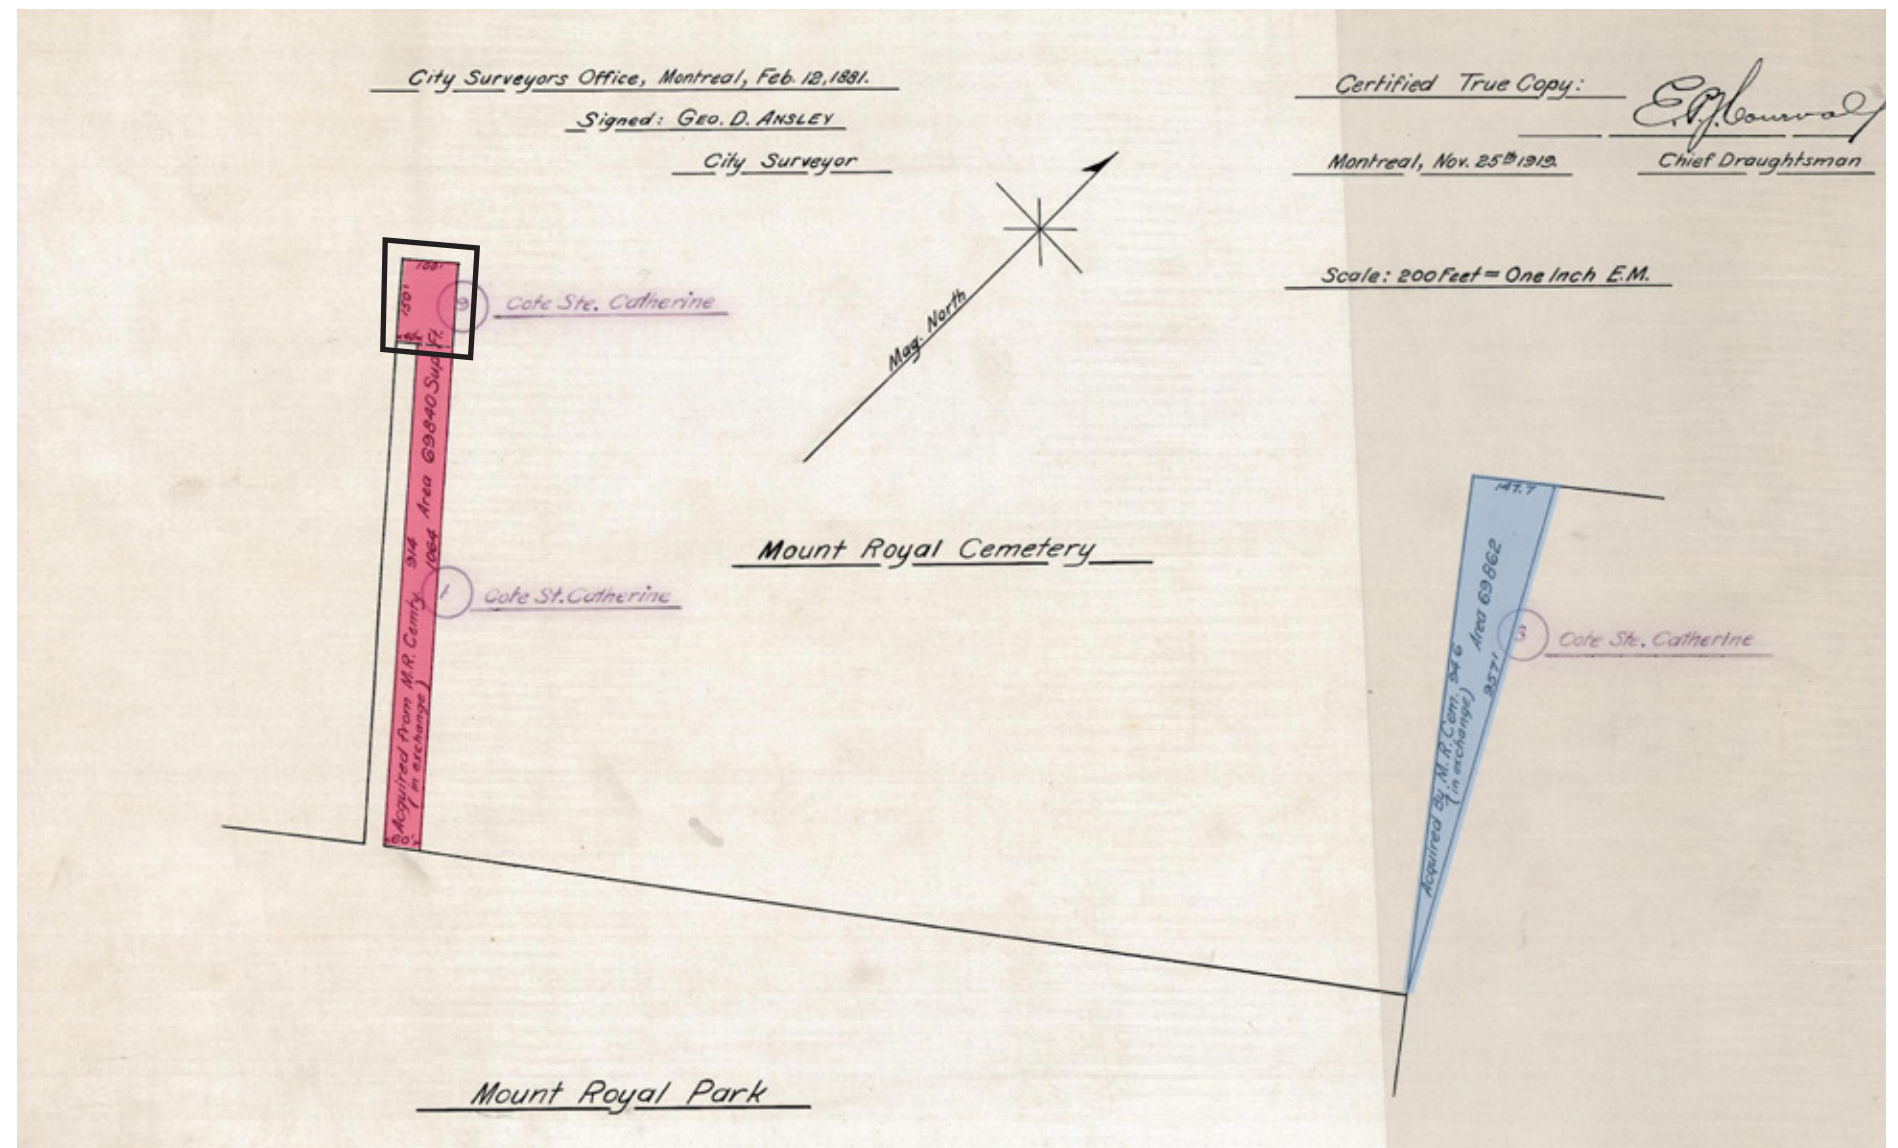 City Surveyors Office, Montreal, Feb. 12, 1881.
Signed: GEO. D. ANSLEY
City Surveyor
Certified True Copy:
Montreal, Nov. 25th 1919.
Chief Draughtsman
Scale: 200 Feet = One Inch E.M.
Mag. North
100'
150'
Cote Ste. Catherine
Acquired from M.R. Cemty. 914
(in exchange)
1064 Area 69840 Sup. Ft.
1
Cote St. Catherine
Mount Royal Cemetery
147.7
Acquired By M.R. Cem. 946
(in exchange)
957.1 Area 69862
Cote Ste. Catherine
Mount Royal Park